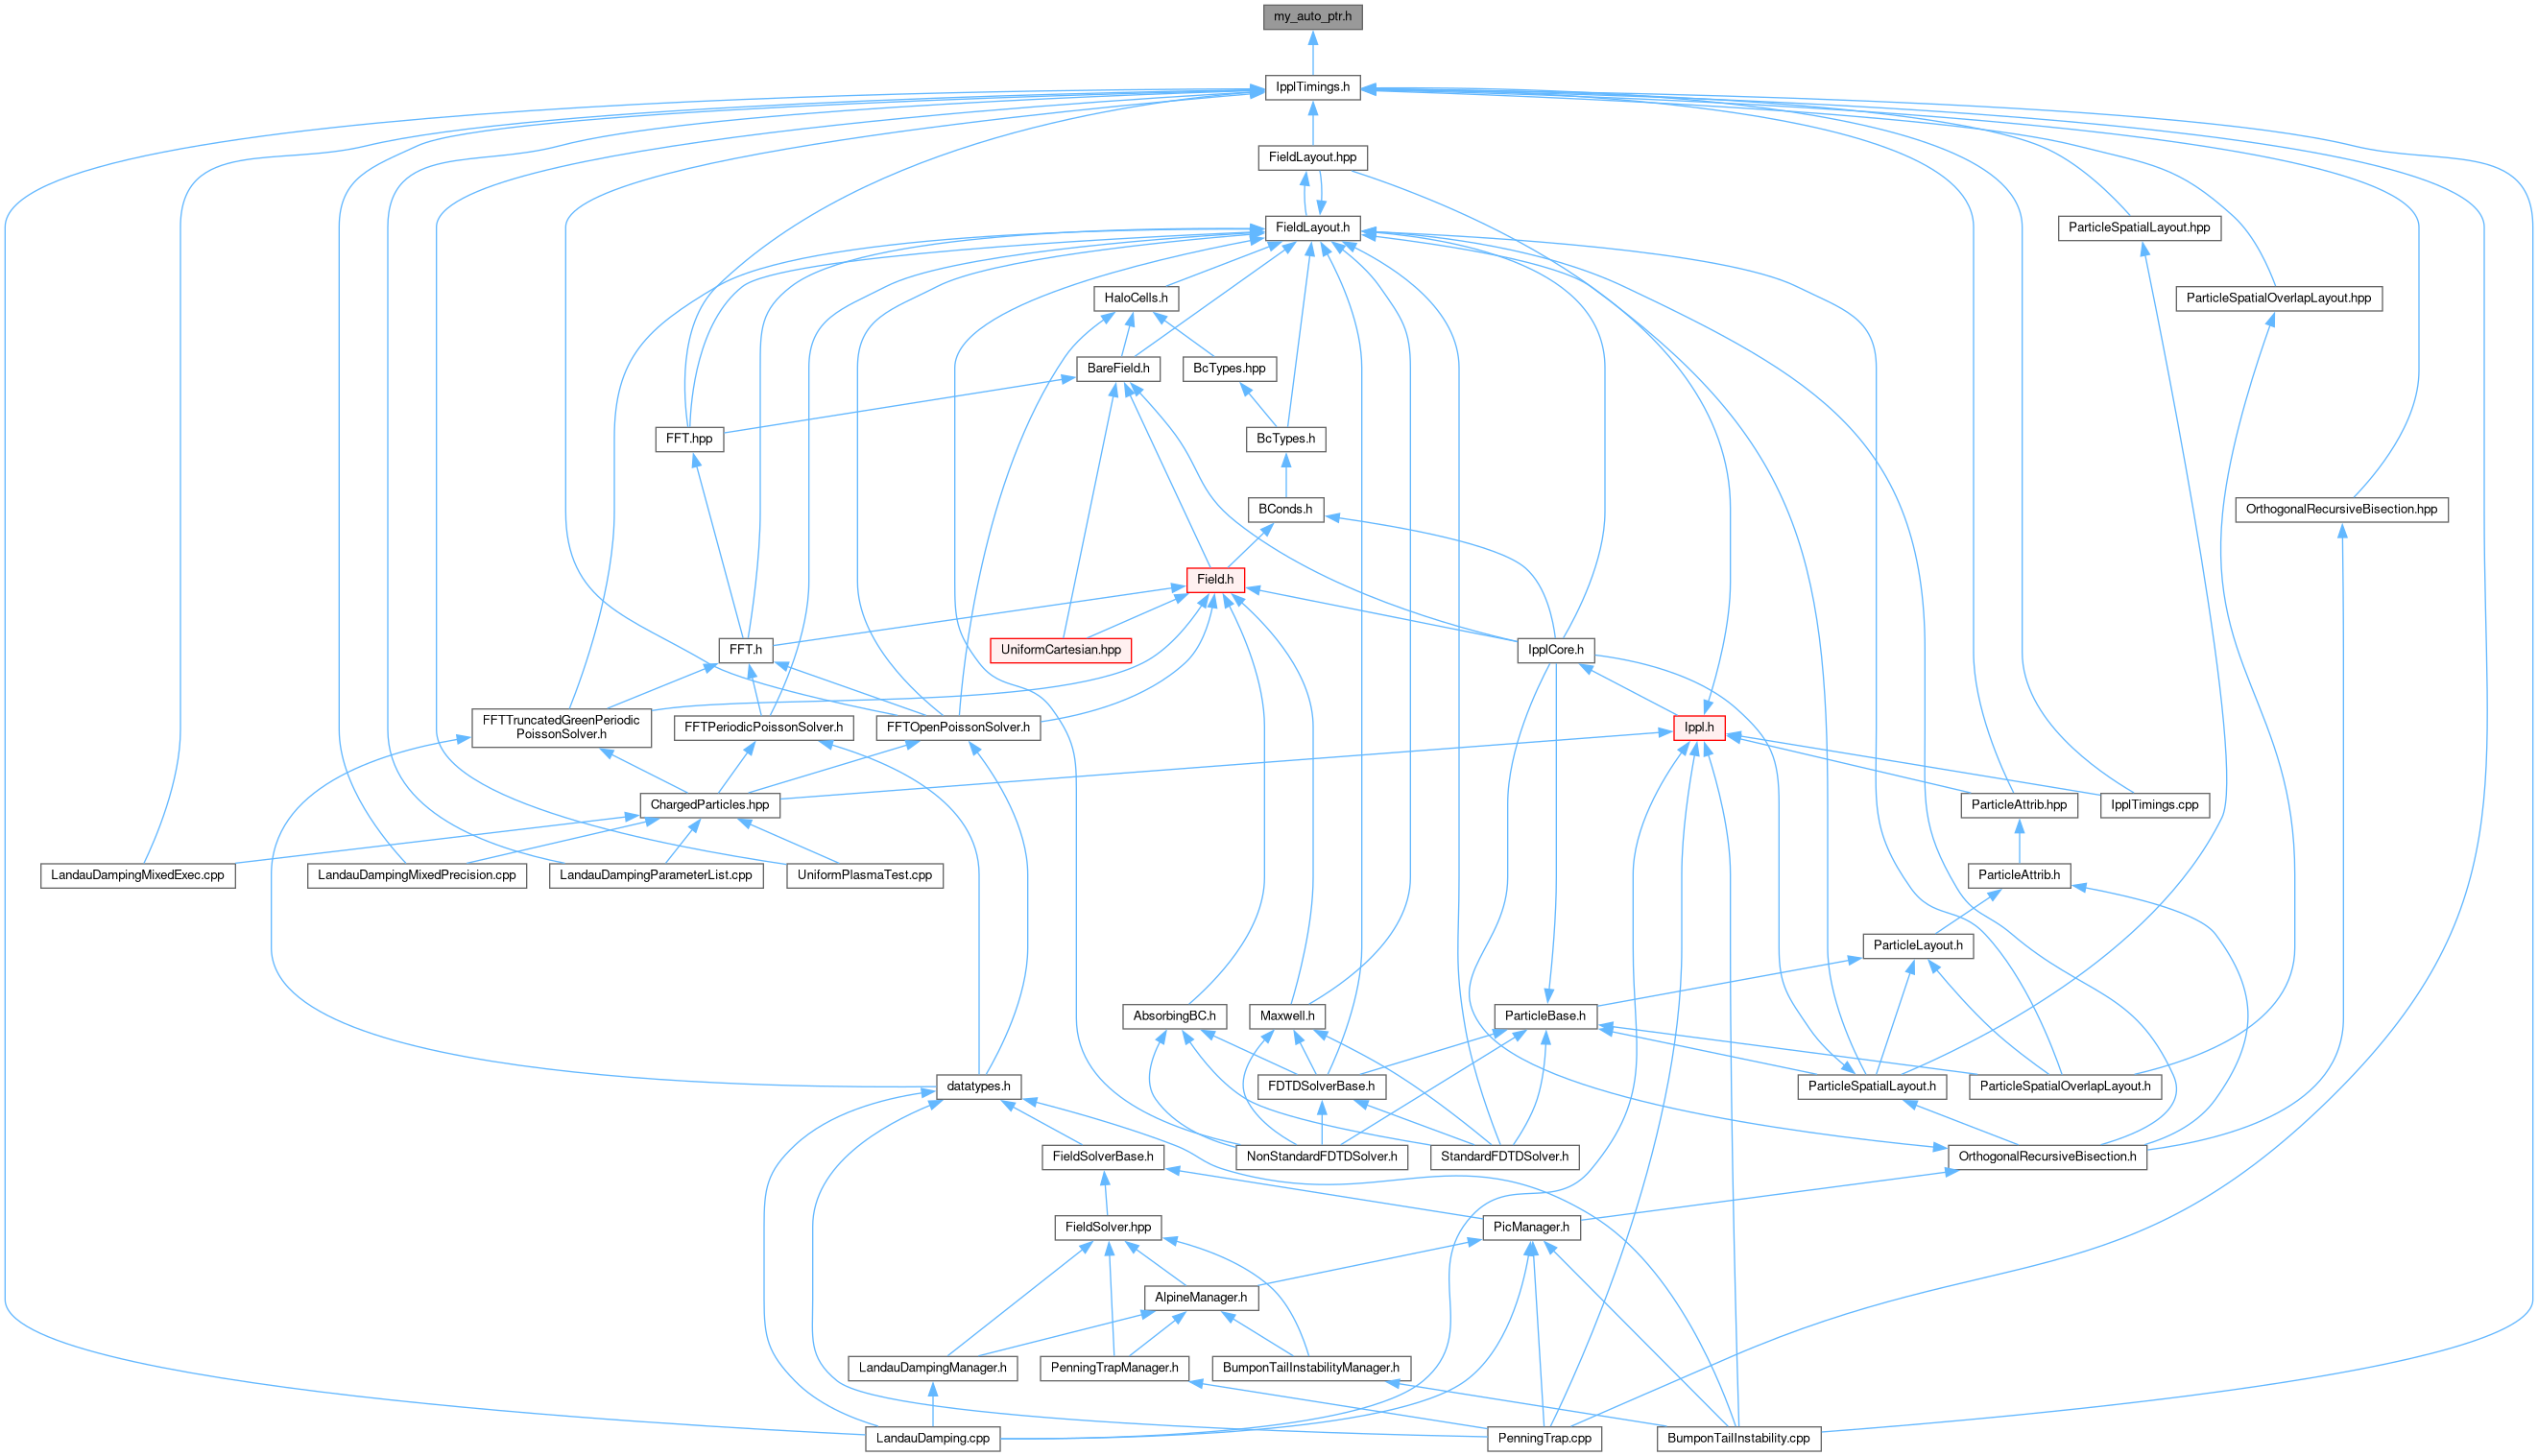 my_auto_ptr.h
IpplTimings.h
FieldLayout.hpp
FieldLayout.h
ParticleSpatialLayout.hpp
HaloCells.h
ParticleSpatialOverlapLayout.hpp
BareField.h
BcTypes.hpp
FFT.hpp
BcTypes.h
BConds.h
OrthogonalRecursiveBisection.hpp
Field.h
FFT.h
UniformCartesian.hpp
IpplCore.h
FFTTruncatedGreenPeriodic
PoissonSolver.h
FFTPeriodicPoissonSolver.h
FFTOpenPoissonSolver.h
Ippl.h
ChargedParticles.hpp
ParticleAttrib.hpp
IpplTimings.cpp
LandauDampingMixedExec.cpp
LandauDampingMixedPrecision.cpp
LandauDampingParameterList.cpp
UniformPlasmaTest.cpp
ParticleAttrib.h
ParticleLayout.h
AbsorbingBC.h
Maxwell.h
ParticleBase.h
datatypes.h
FDTDSolverBase.h
ParticleSpatialLayout.h
ParticleSpatialOverlapLayout.h
FieldSolverBase.h
NonStandardFDTDSolver.h
StandardFDTDSolver.h
OrthogonalRecursiveBisection.h
FieldSolver.hpp
PicManager.h
AlpineManager.h
LandauDampingManager.h
PenningTrapManager.h
BumponTailInstabilityManager.h
LandauDamping.cpp
PenningTrap.cpp
BumponTailInstability.cpp